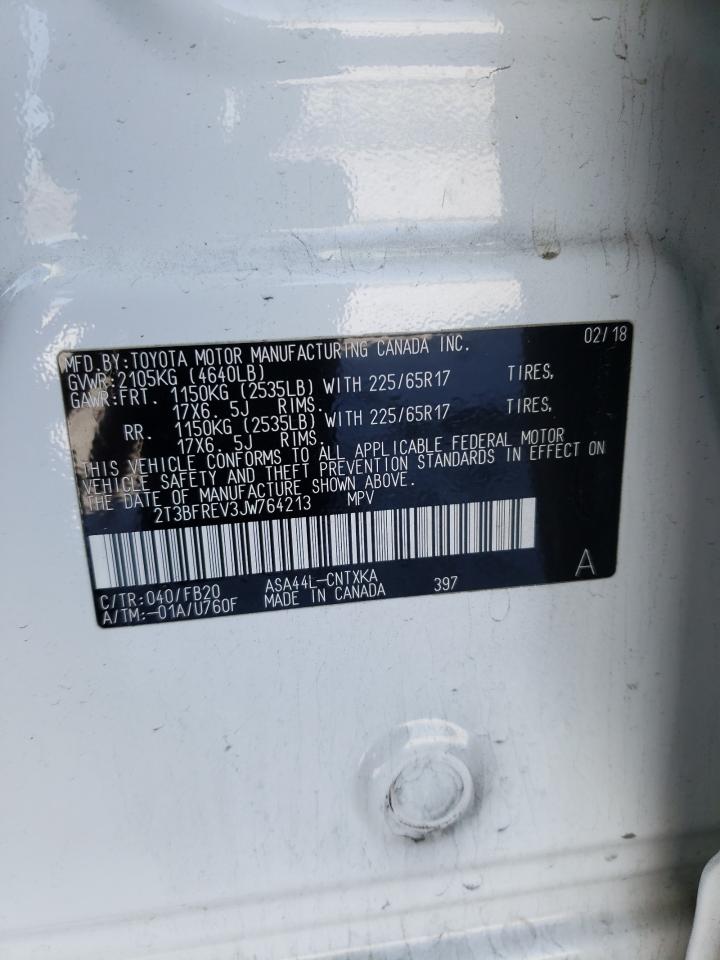 MFD.BY:TOYOTA MOTOR MANUFACTURING CANADA INC. 02/18
GVWR:2105KG (4640LB)
GAWR:FRT. 1150KG (2535LB) WITH 225/65R17 TIRES,
17X6. 5J RIMS.
RR. 1150KG (2535LB) WITH 225/65R17 TIRES,
17X6. 5J RIMS.
THIS VEHICLE CONFORMS TO ALL APPLICABLE FEDERAL MOTOR
VEHICLE SAFETY AND THEFT PREVENTION STANDARDS IN EFFECT ON
THE DATE OF MANUFACTURE SHOWN ABOVE.
2T3BFREV3JW764213 MPV
C/TR:040/FB20 ASA44L-CNTXKA 397 A
A/TM:-01A/U760F MADE IN CANADA